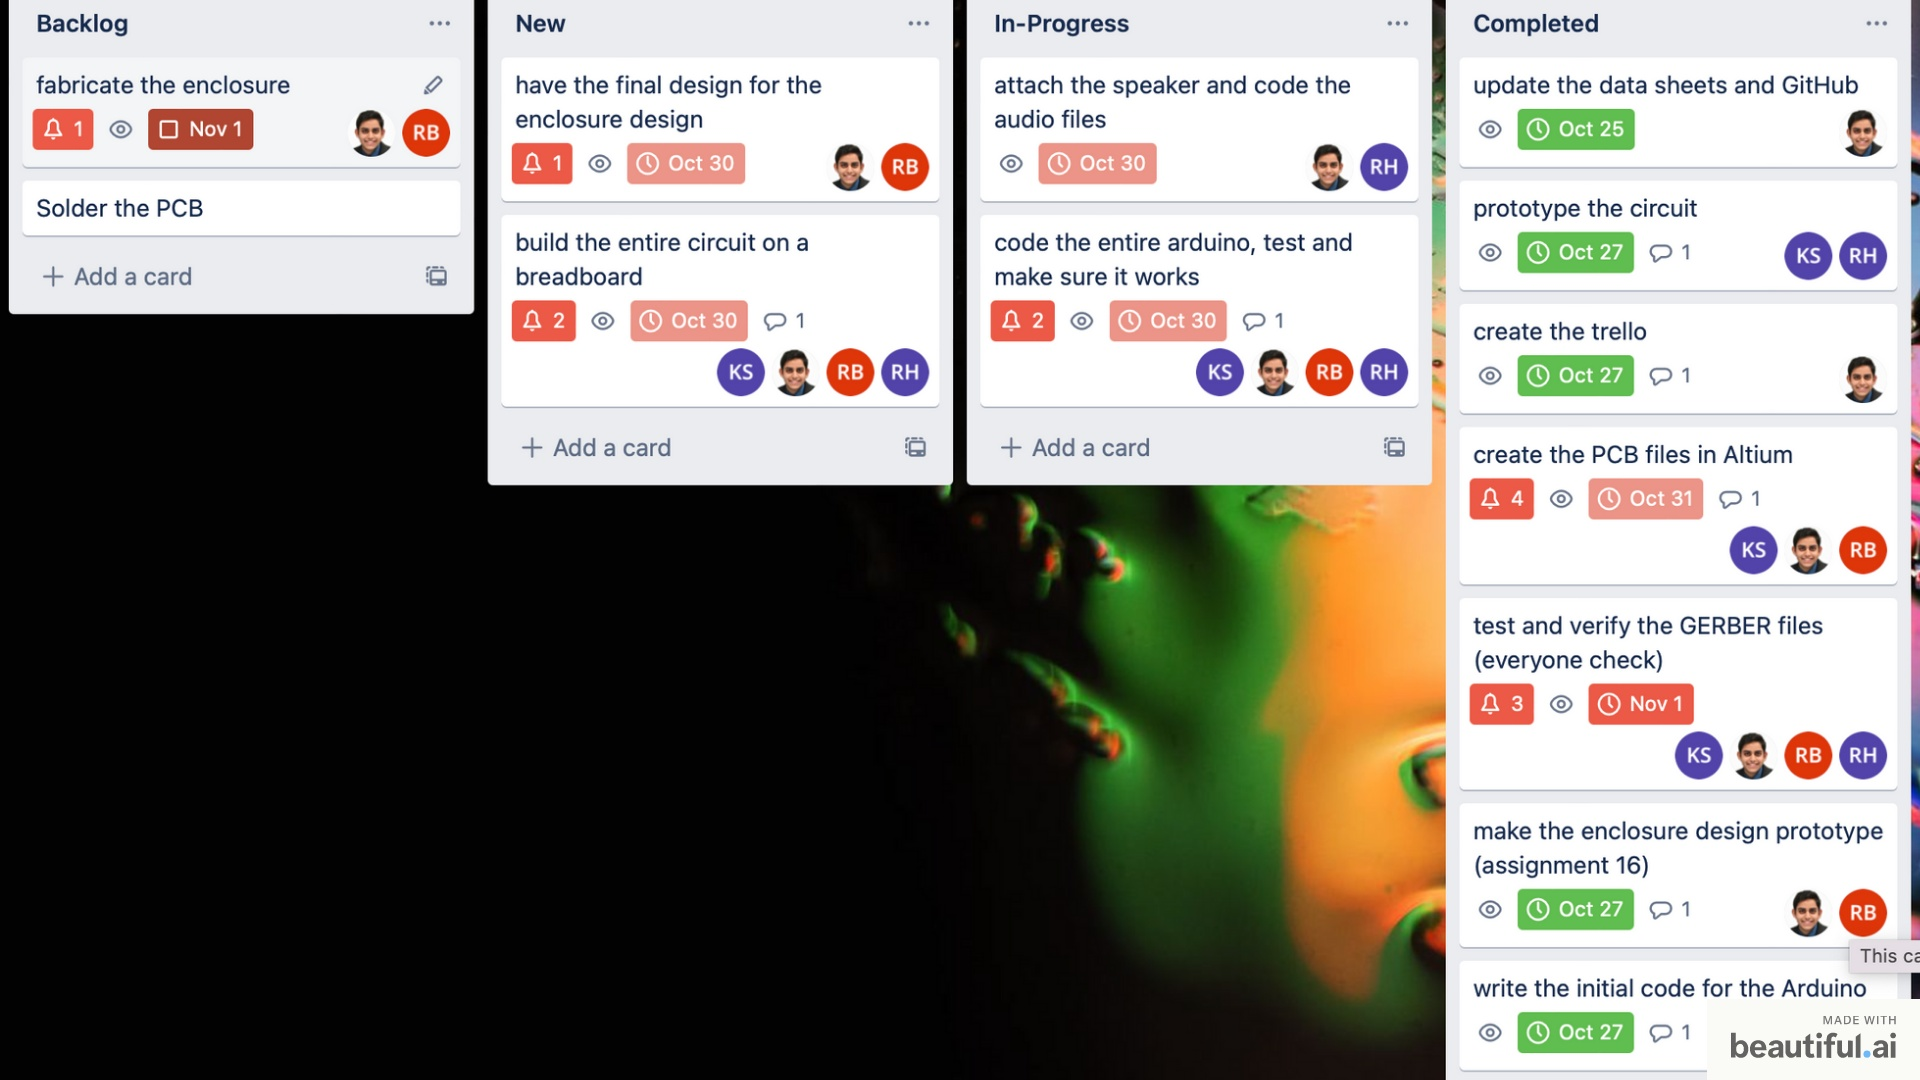 Backlog
fabricate the enclosure
1
Nov 1
RB
Solder the PCB
Add a card
New
have the final design for the
enclosure design
1
Oct 30
RB
build the entire circuit on a
breadboard
2
Oct 30
1
KS
RB
RH
Add a card
In-Progress
attach the speaker and code the
audio files
Oct 30
RH
code the entire arduino, test and
make sure it works
2
Oct 30
1
KS
RB
RH
Add a card
Completed
update the data sheets and GitHub
Oct 25
prototype the circuit
Oct 27
1
KS
RH
create the trello
Oct 27
1
create the PCB files in Altium
4
Oct 31
1
KS
RB
test and verify the GERBER files
(everyone check)
3
Nov 1
KS
RB
RH
make the enclosure design prototype
(assignment 16)
Oct 27
1
RB
This ca
write the initial code for the Arduino
Oct 27
1
MADE WITH
beautiful.ai